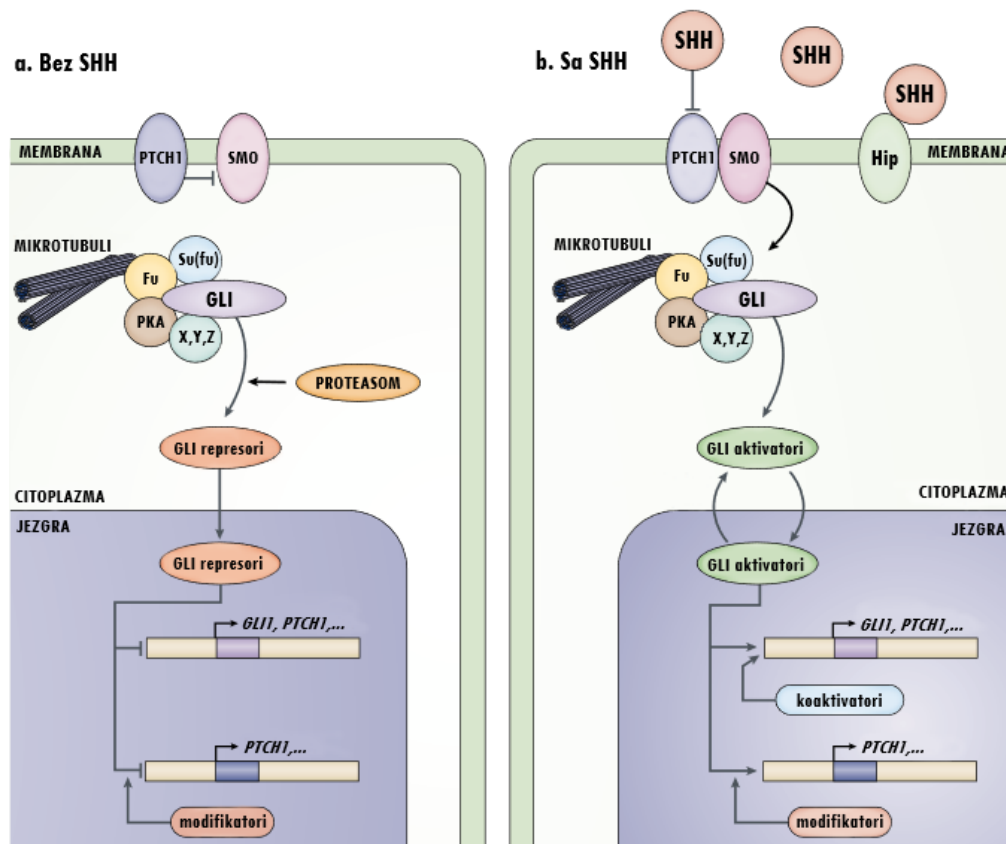 a. Bez SHH
MEMBRANA
PTCH1
SMO
MIKROTUBULI
Su(fu)
Fu
GLI
PKA
X,Y,Z
PROTEASOM
GLI represori
CITOPLAZMA
JEZGRA
GLI represori
GLI1, PTCH1,...
PTCH1,...
modifikatori
b. Sa SHH
SHH
SHH
SHH
PTCH1
SMO
Hip
MEMBRANA
MIKROTUBULI
Su(fu)
Fu
GLI
PKA
X,Y,Z
GLI aktivatori
CITOPLAZMA
JEZGRA
GLI aktivatori
GLI1, PTCH1,...
koaktivatori
PTCH1,...
modifikatori